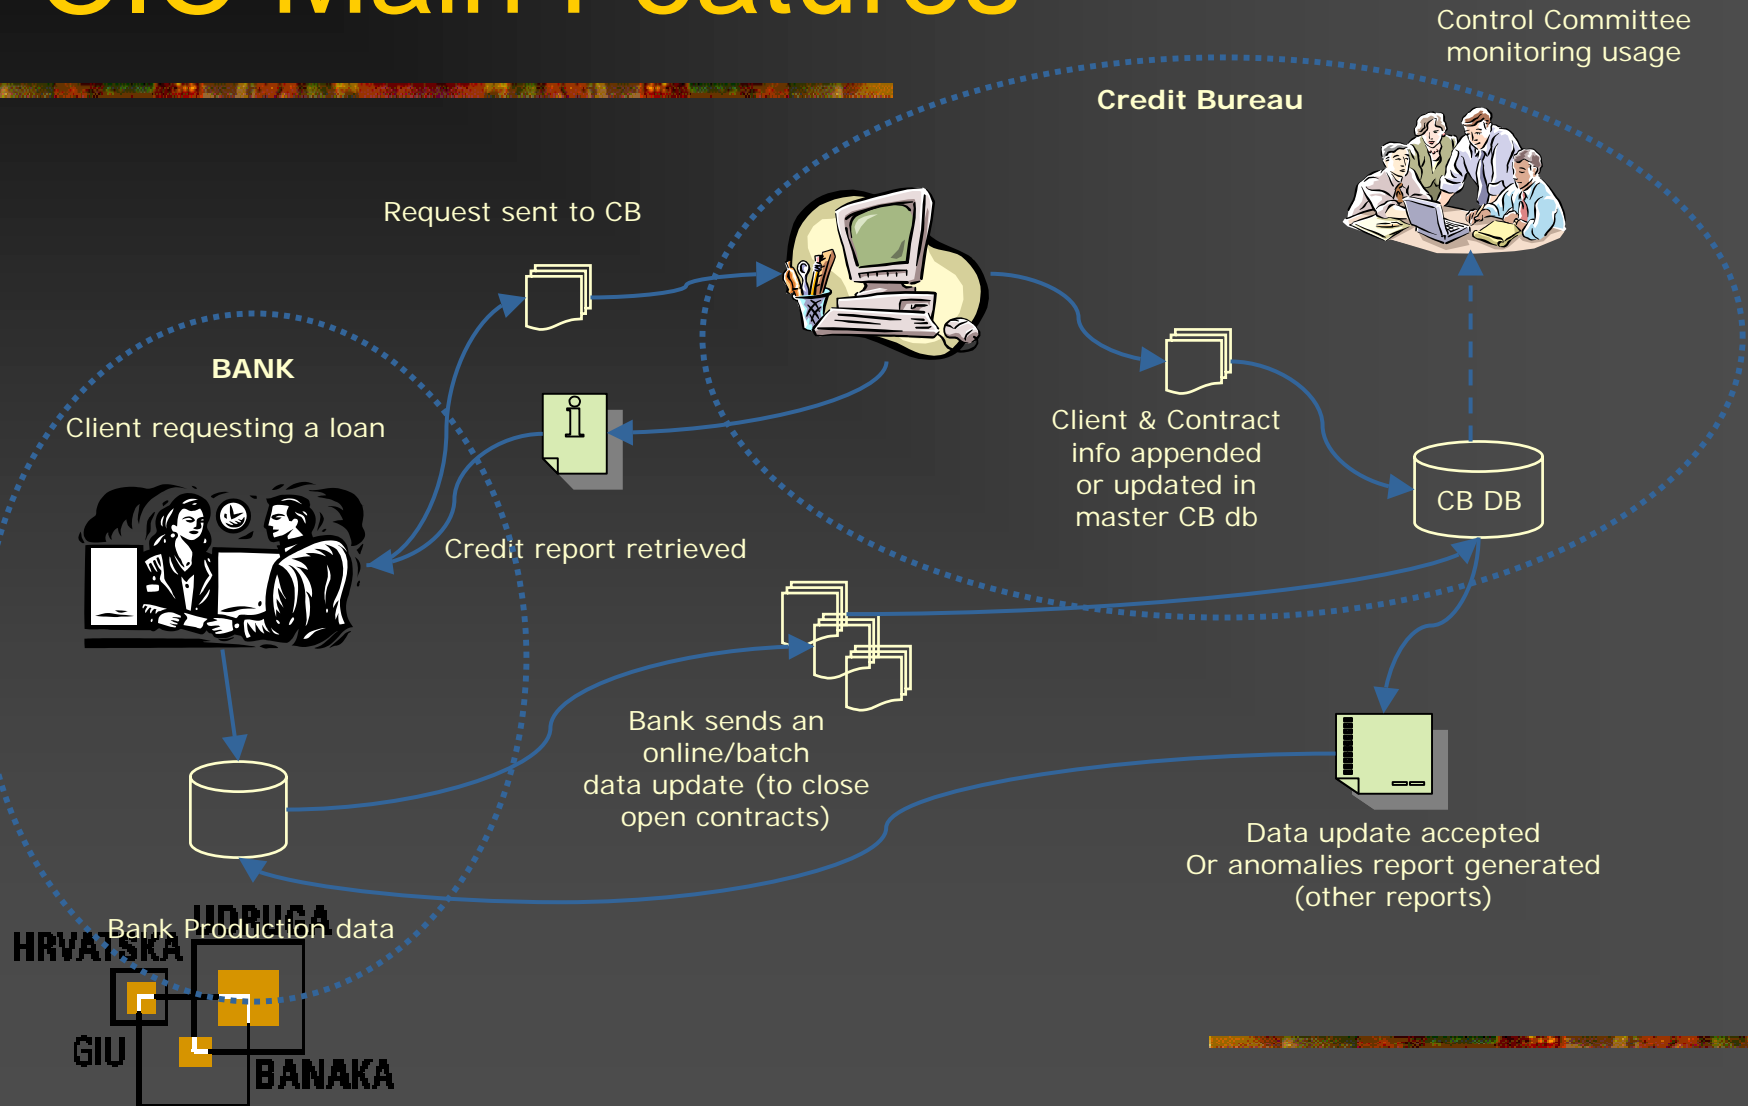 Main Features
Control Committee
monitoring usage
Credit Bureau
Request sent to CB
BANK
Client requesting a loan
i
Client & Contract
info appended
or updated in
master CB db
CB DB
Credit report retrieved
Bank sends an
online/batch
data update (to close
open contracts)
Data update accepted
Or anomalies report generated
(other reports)
Bank Production data
HRVATSKA
UDRUGA
GIU
BANAKA